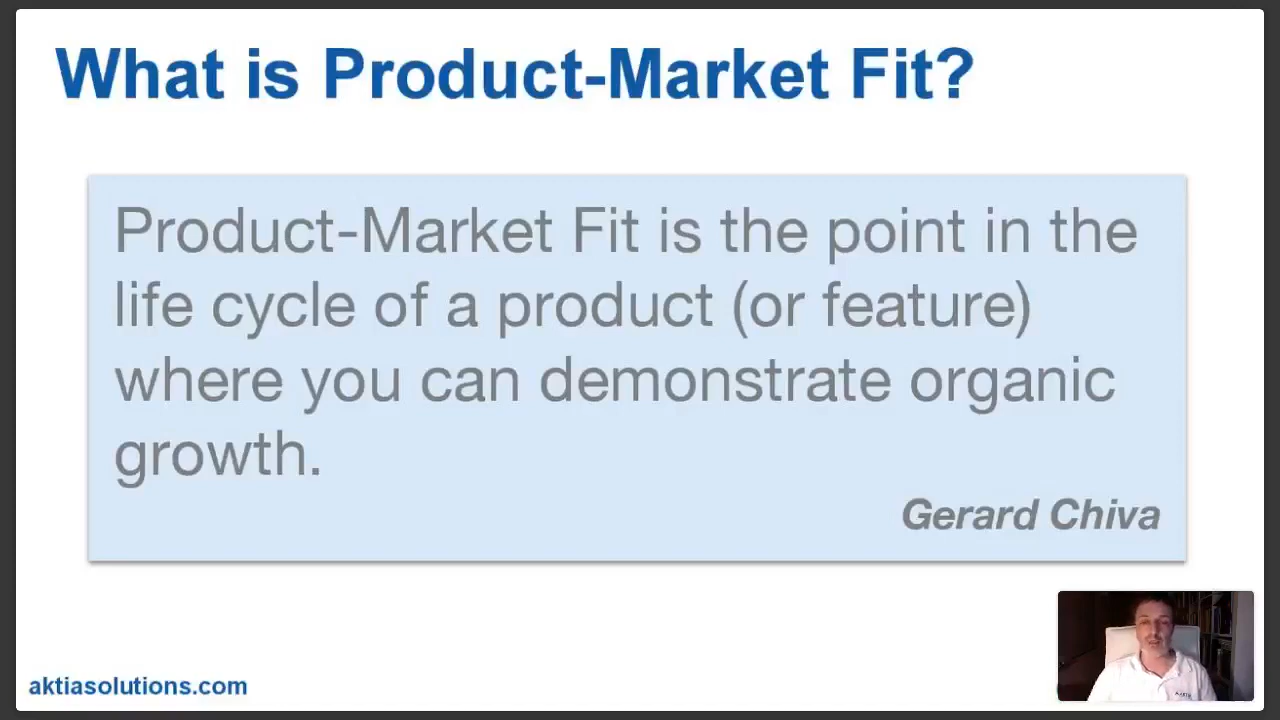 What is Product-Market Fit?
Product-Market Fit is the point in the
life cycle of a product (or feature)
where you can demonstrate organic
growth.
Gerard Chiva
aktiasolutions.com